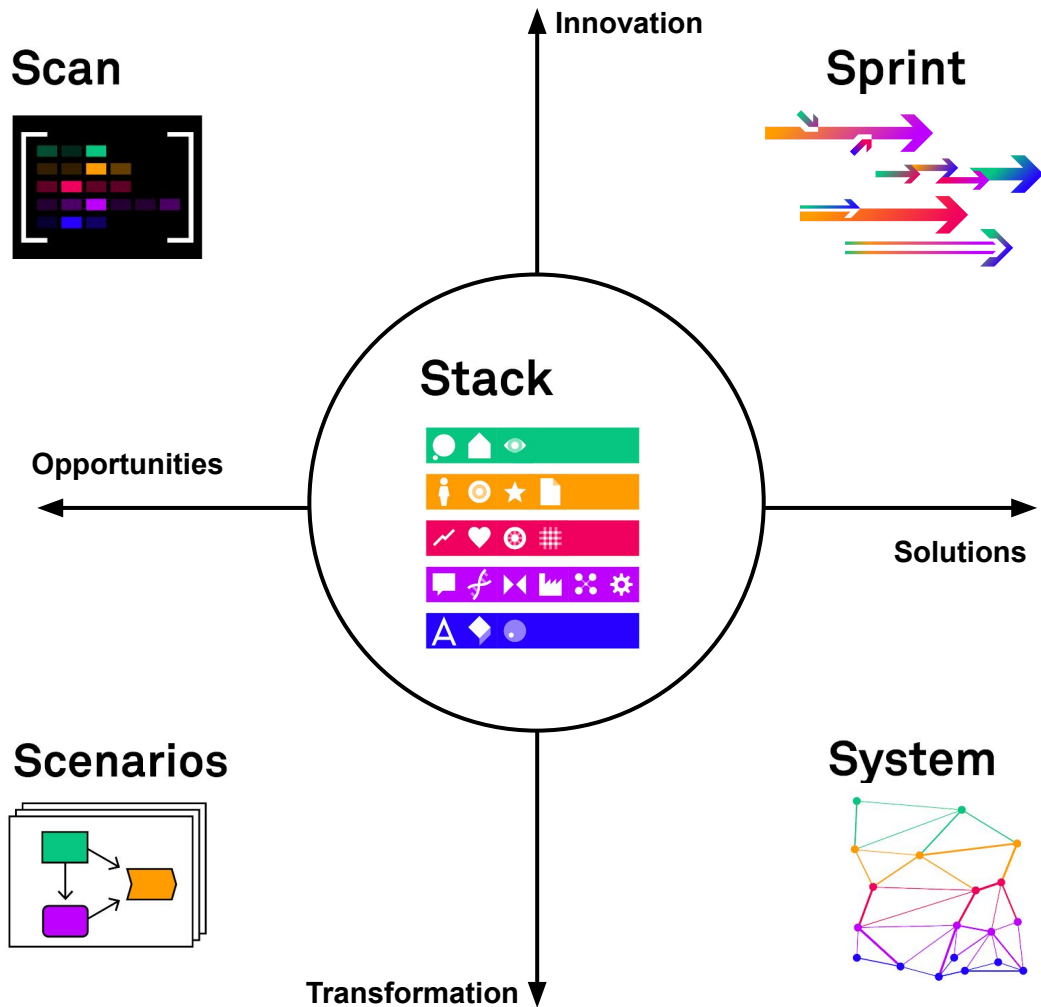 Innovation
Scan
Sprint
Stack
Opportunities
Solutions
Scenarios
System
Transformation